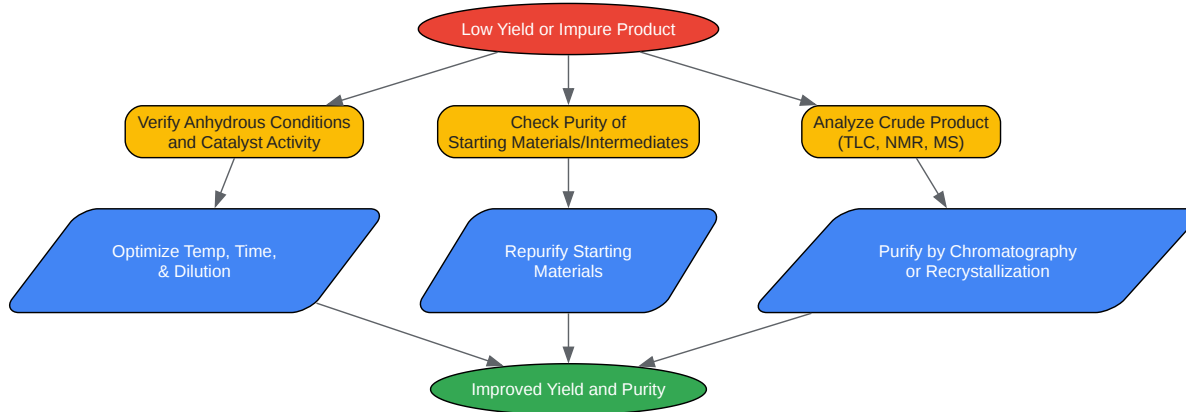 Low Yield or Impure Product
Verify Anhydrous Conditions
and Catalyst Activity
Check Purity of
Starting Materials/Intermediates
Analyze Crude Product
(TLC, NMR, MS)
Optimize Temp, Time,
& Dilution
Repurify Starting
Materials
Purify by Chromatography
or Recrystallization
Improved Yield and Purity